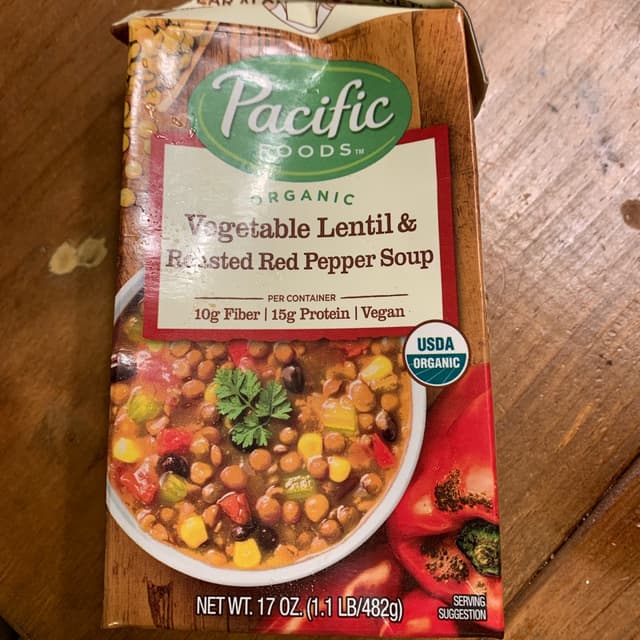 Pacific
FOODS™
ORGANIC
Vegetable Lentil &
Roasted Red Pepper Soup
PER CONTAINER
10g Fiber | 15g Protein | Vegan
USDA
ORGANIC
NET WT. 17 OZ. (1.1 LB/482g)
SERVING
SUGGESTION